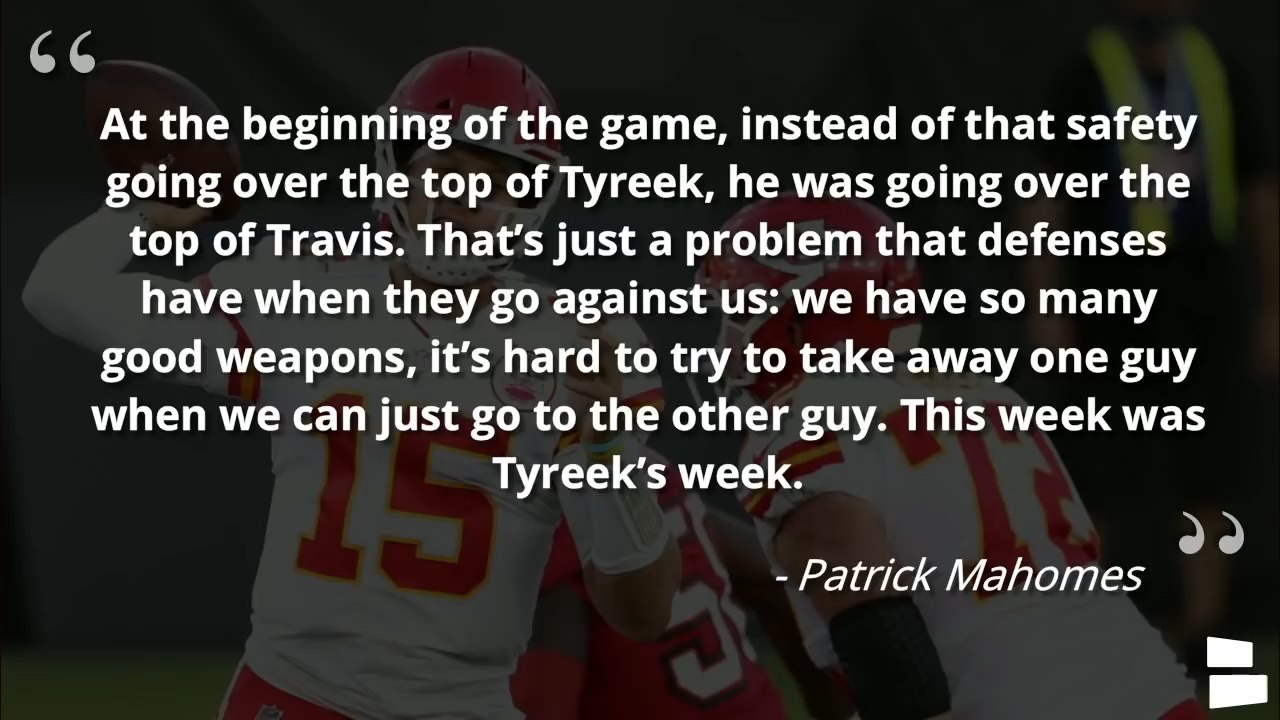 “
At the beginning of the game, instead of that safety
going over the top of Tyreek, he was going over the
top of Travis. That’s just a problem that defenses
have when they go against us: we have so many
good weapons, it’s hard to try to take away one guy
when we can just go to the other guy. This week was
Tyreek’s week.
”
- Patrick Mahomes
15
72